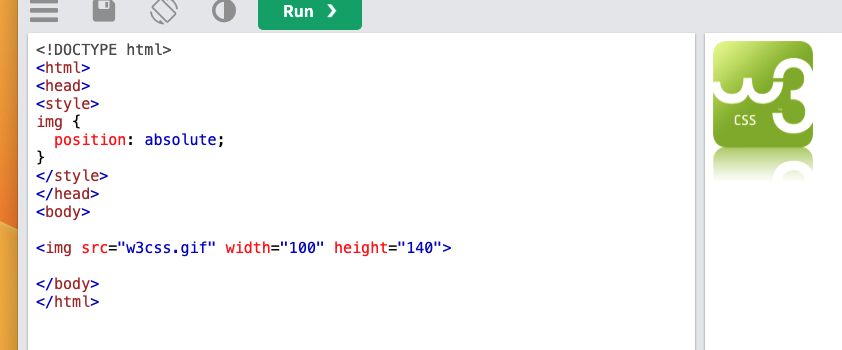 Run ❯
<!DOCTYPE html>
<html>
<head>
<style>
img {
  position: absolute;
}
</style>
</head>
<body>

<img src="w3css.gif" width="100" height="140">

</body>
</html>
w3
CSS